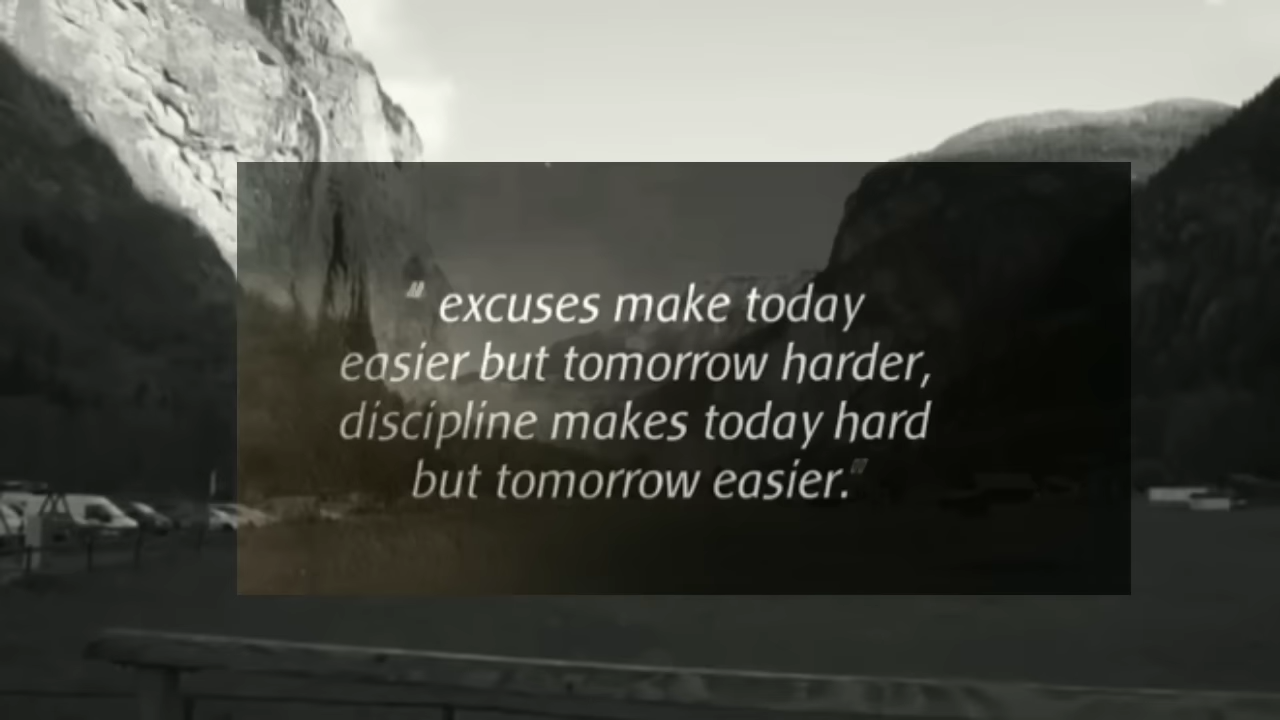 " excuses make today
easier but tomorrow harder,
discipline makes today hard
but tomorrow easier."